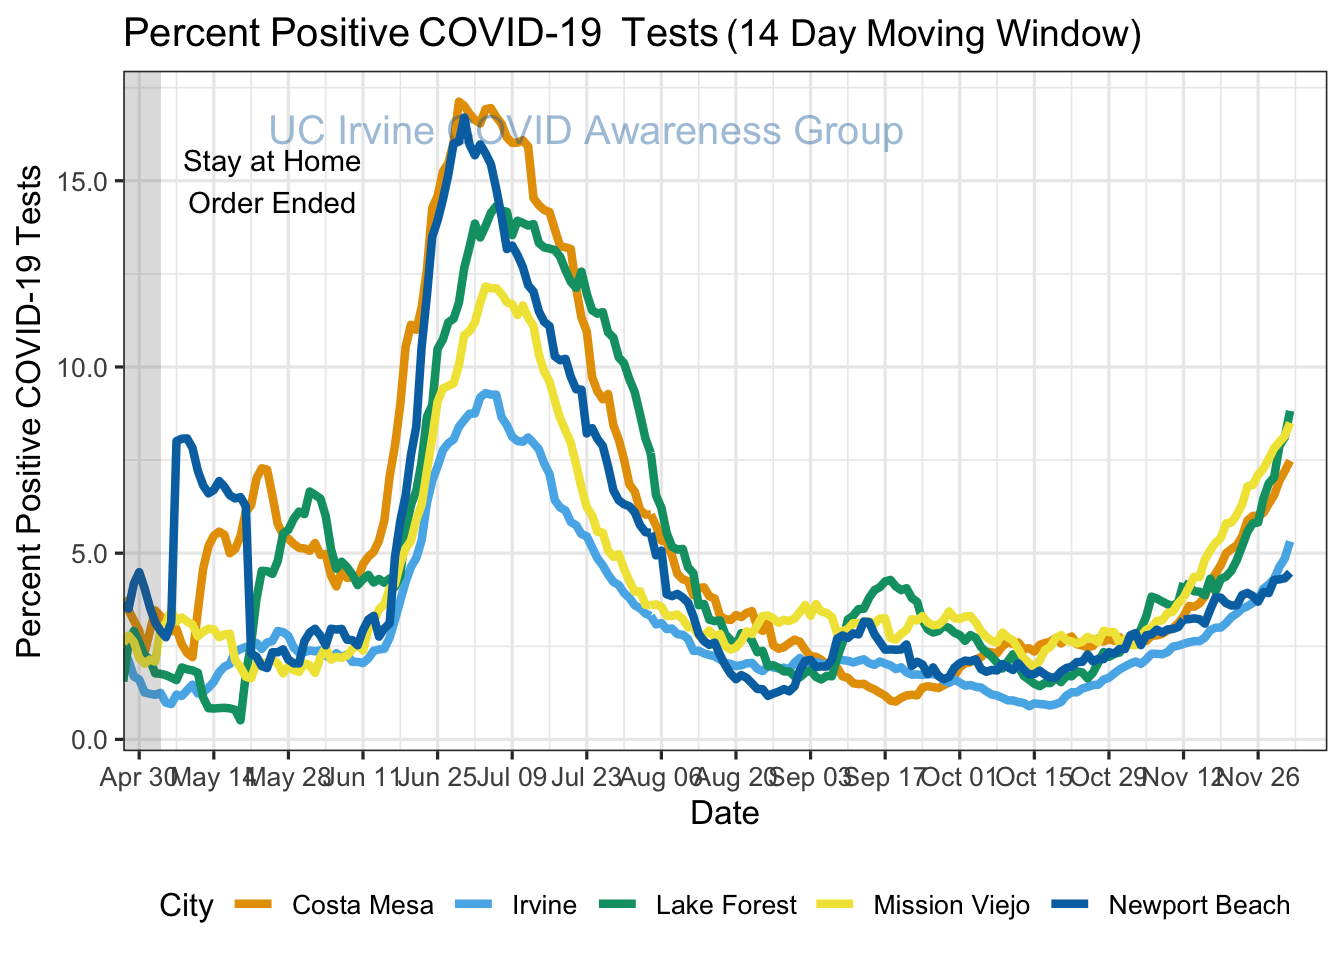 Percent Positive COVID-19 Tests (14 Day Moving Window)
UC Irvine COVID Awareness Group
Stay at Home
Order Ended
Percent Positive COVID-19 Tests
15.0
10.0
5.0
0.0
Apr 30 May 14 May 28 Jun 11 Jun 25 Jul 09 Jul 23 Aug 06 Aug 20 Sep 03 Sep 17 Oct 01 Oct 15 Oct 29 Nov 12 Nov 26
Date
City Costa Mesa Irvine Lake Forest Mission Viejo Newport Beach